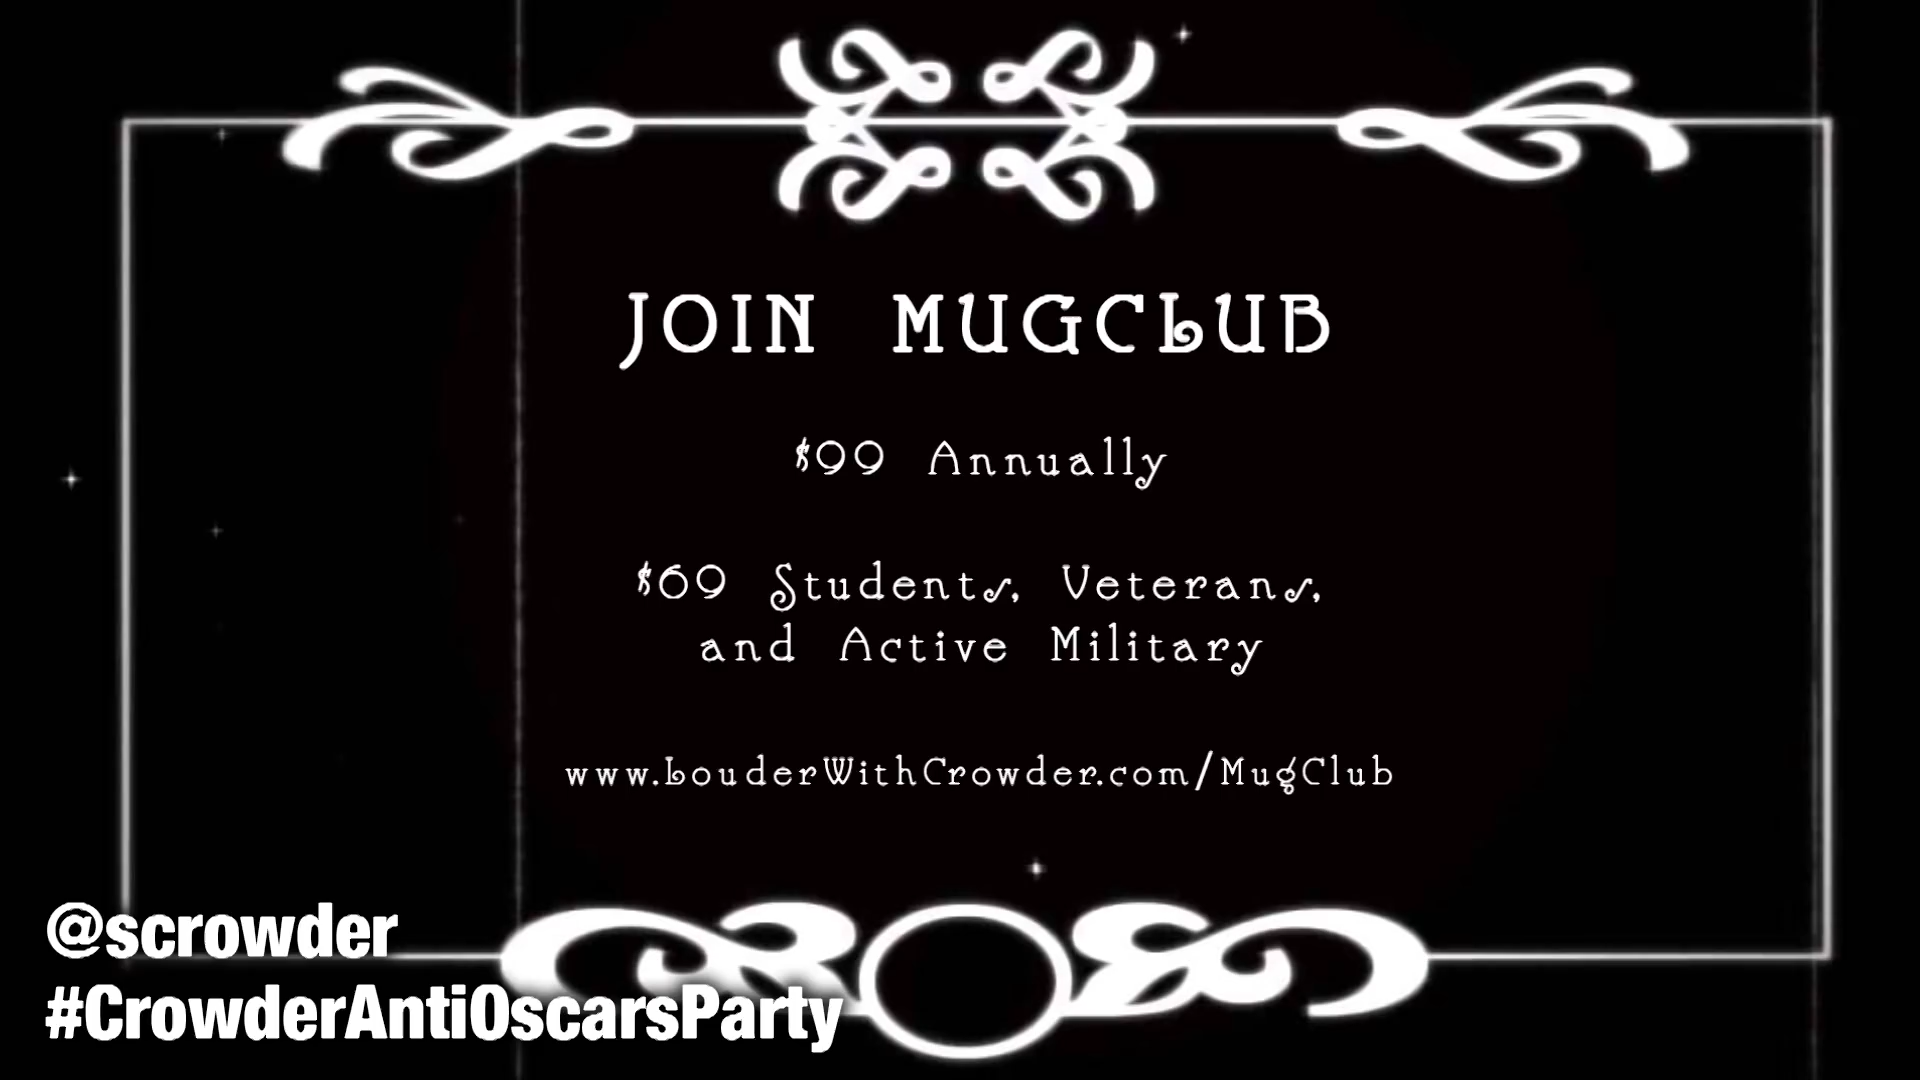 JOIN MUGCLUB
$99 Annually
$69 Students, Veterans,
and Active Military
www.LouderWithCrowder.com/MugClub
@scrowder
#CrowderAntiOscarsParty